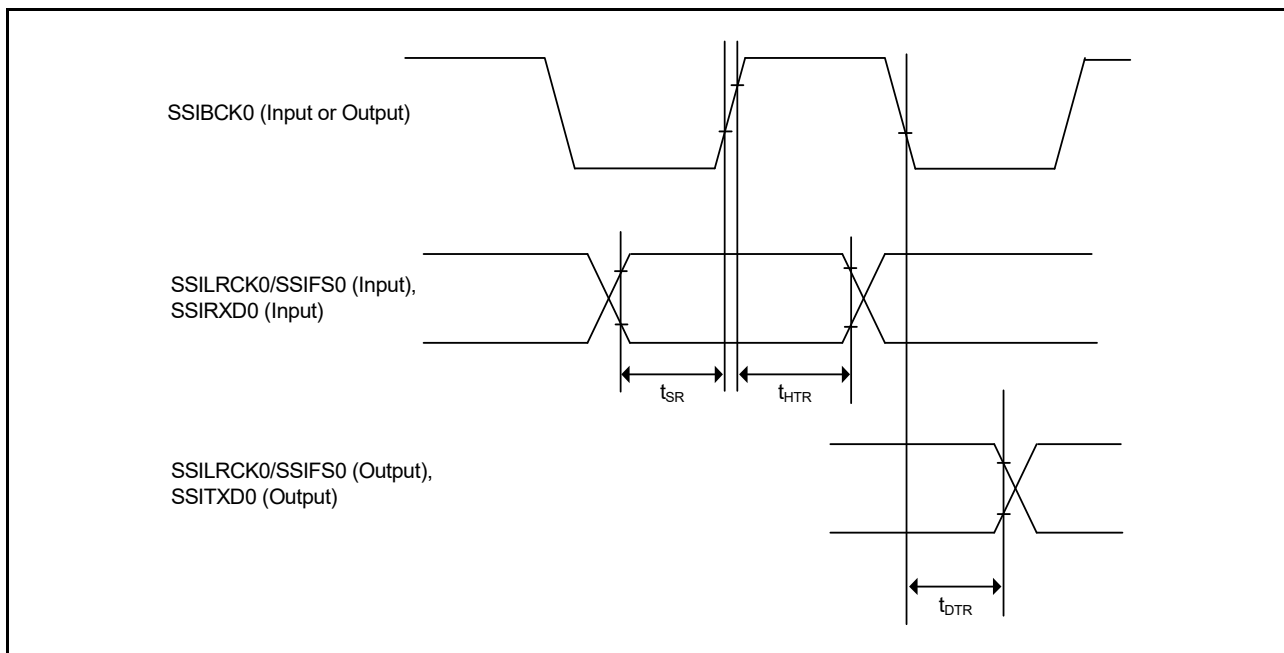 SSIBCK0 (Input or Output)
SSILRCK0/SSIFS0 (Input),
SSIRXD0 (Input)
tSR
tHTR
SSILRCK0/SSIFS0 (Output),
SSITXD0 (Output)
tDTR